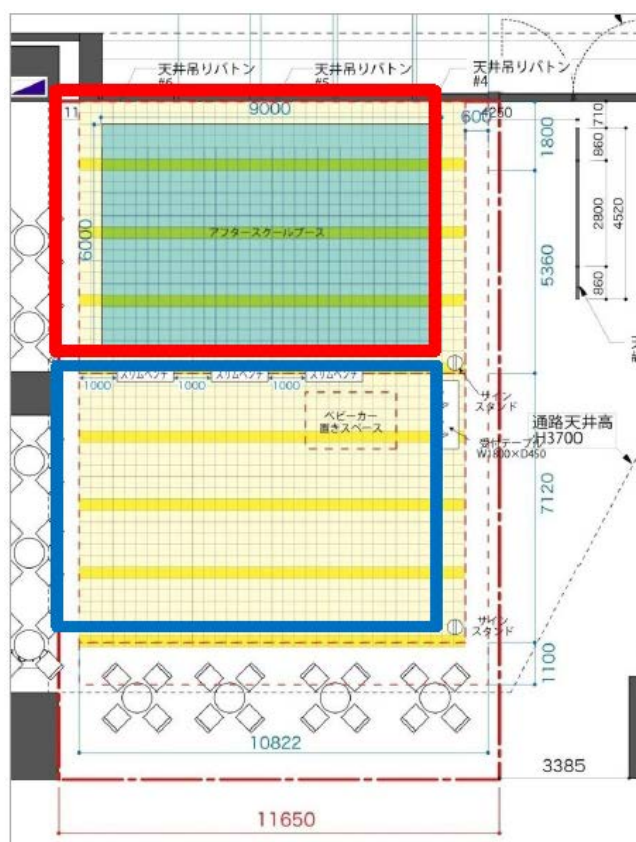 天井吊りバトン
#6
天井吊りバトン
#5
天井吊りバトン
#4
11
9000
600
4250
710
1800
860
6000
アフタースクールブース
2800
4520
5360
860
スリムベンチ
スリムベンチ
スリムベンチ
1000
1000
1000
サイン
スタンド
ベビーカー
置きスペース
通路天井高
H3700
受付テーブル
W1800×D450
7120
サイン
スタンド
1100
10822
3385
11650